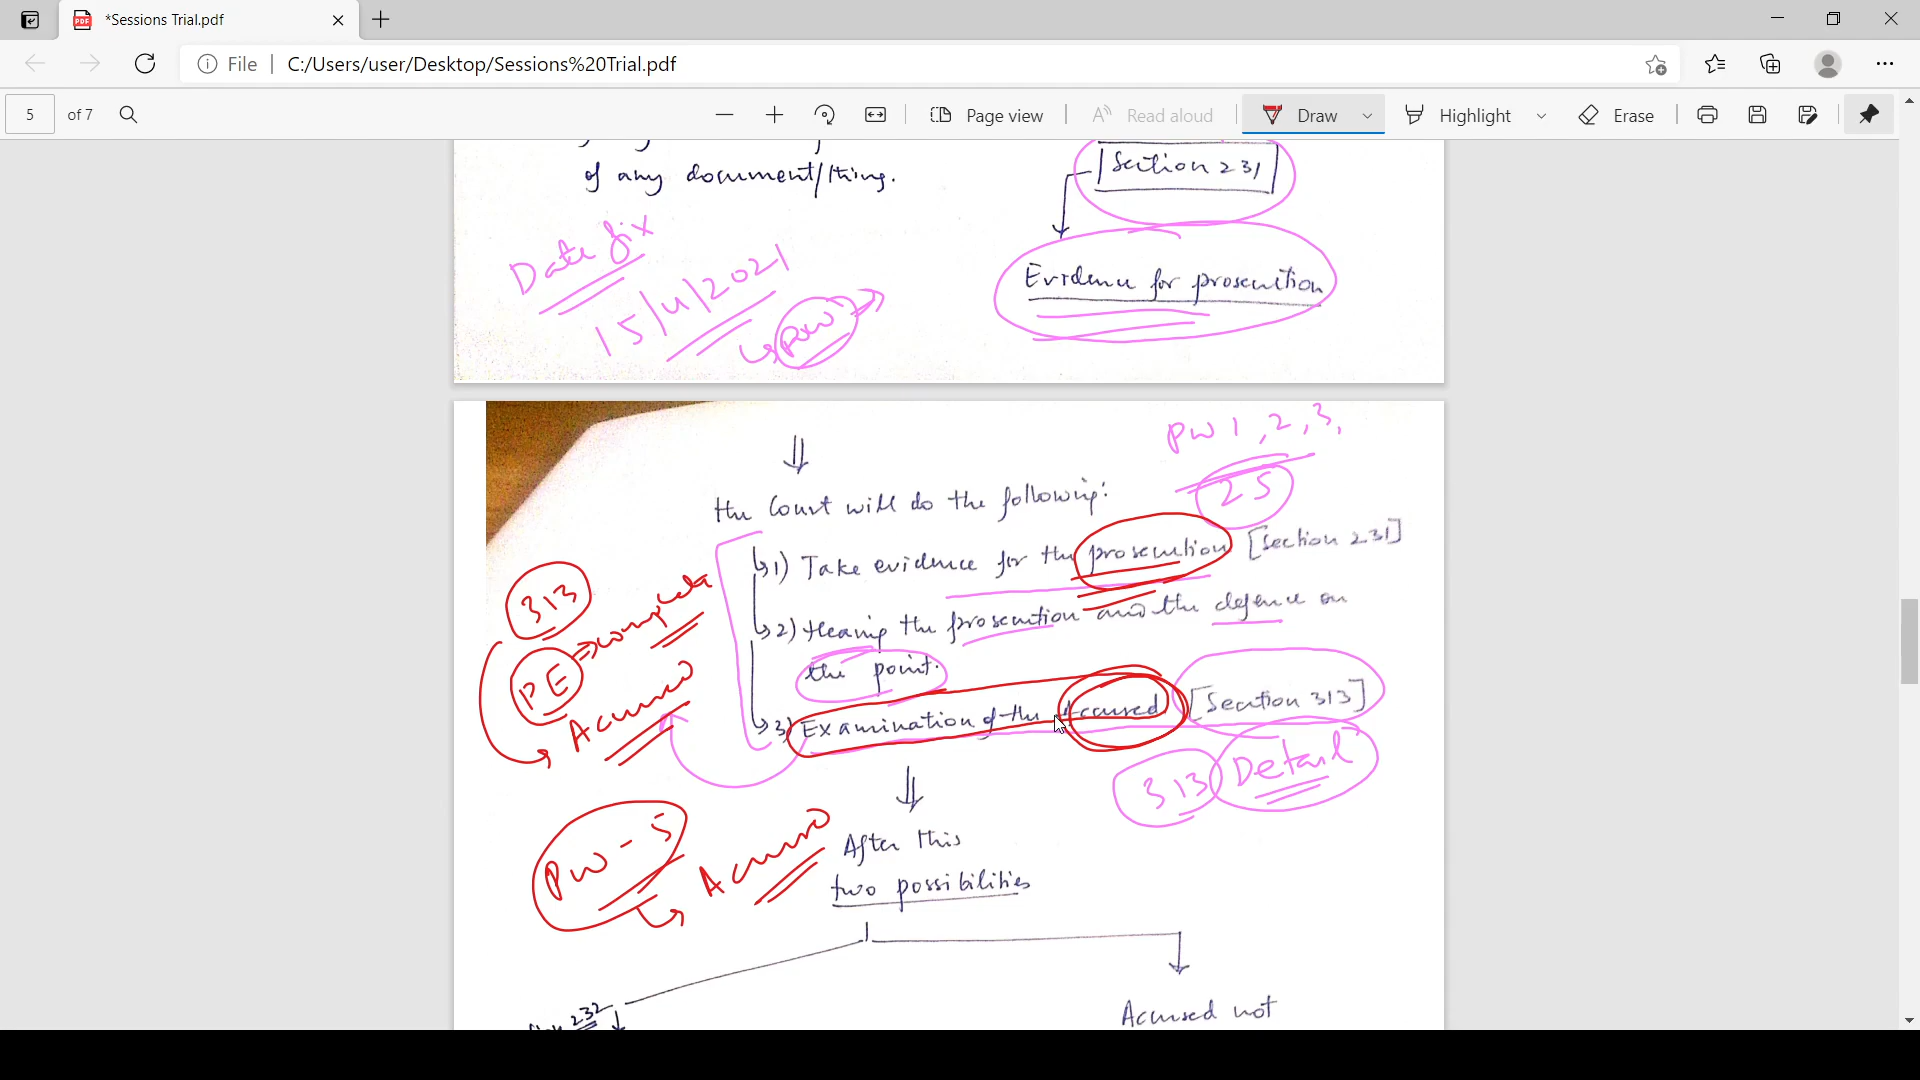 *Sessions Trial.pdf
File
C:/Users/user/Desktop/Sessions%20Trial.pdf
5 of 7
Page view
Read aloud
Draw
Highlight
Erase
of any document/thing.
[Section 231]
Date fix
15/4/2021
PW
Evidence for prosecution
PW 1, 2, 3,
25
the Court will do the following:
1) Take evidence for the prosecution [Section 231]
2) Hearing the prosecution and the defence on
the point.
3) Examination of the Accused [Section 313]
313
PE → complete
Accused
313 Detail
PW - 5
Accused
After this
two possibilities
232
Accused not